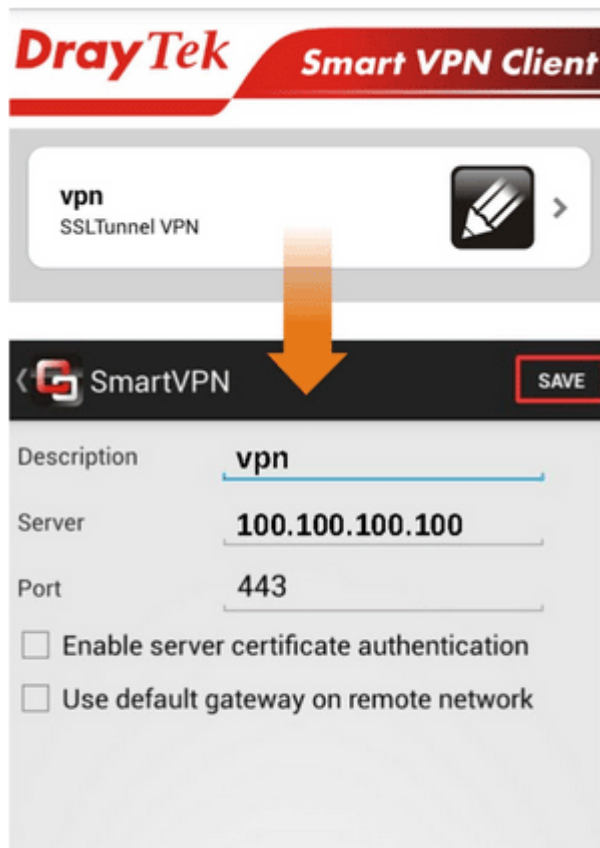 DrayTek Smart VPN Client
vpn
SSLTunnel VPN
SmartVPN SAVE
Description vpn
Server 100.100.100.100
Port 443
Enable server certificate authentication
Use default gateway on remote network